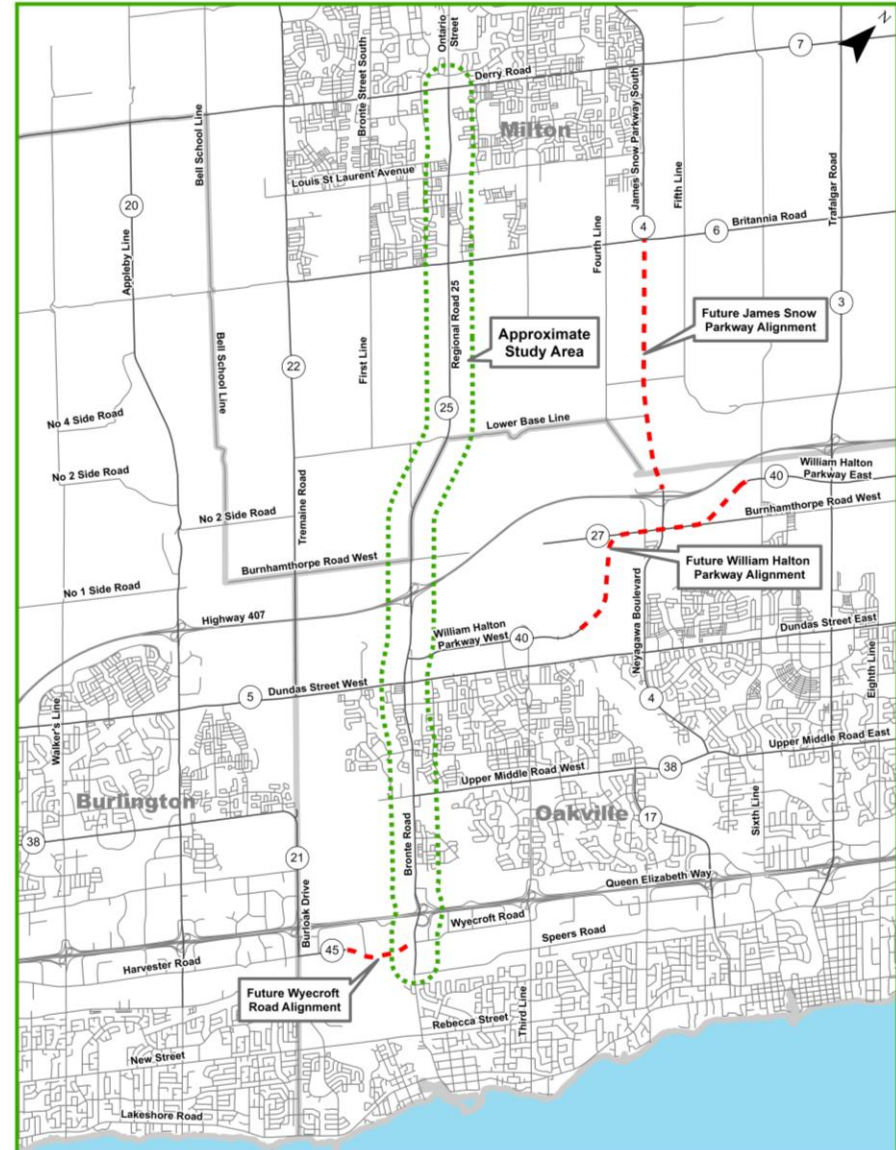 Ontario
Street
N
7
Derry Road
Bronte Street South
Milton
James Snow Parkway South
Bell School Line
Louis St Laurent Avenue
Fifth Line
Trafalgar Road
20
Appleby Line
Fourth Line
4
6
Britannia Road
Regional Road 25
Future James Snow
Parkway Alignment
3
Approximate
Study Area
Bell School Line
First Line
22
25
No 4 Side Road
Lower Base Line
William Halton
Parkway East
No 2 Side Road
40
Tremaine Road
No 2 Side Road
Burnhamthorpe Road West
27
Burnhamthorpe Road West
Future William Halton
Parkway Alignment
No 1 Side Road
Highway 407
William Halton
Parkway West
40
Neyagawa Boulevard
Dundas Street East
Eighth Line
5
Dundas Street West
4
Walker's Line
Upper Middle Road East
Upper Middle Road West
38
Burlington
Oakville
Sixth Line
17
38
Bronte Road
21
Burloak Drive
Queen Elizabeth Way
Wyecroft Road
Speers Road
45
Harvester Road
Future Wyecroft
Road Alignment
Third Line
Rebecca Street
New Street
Lakeshore Road